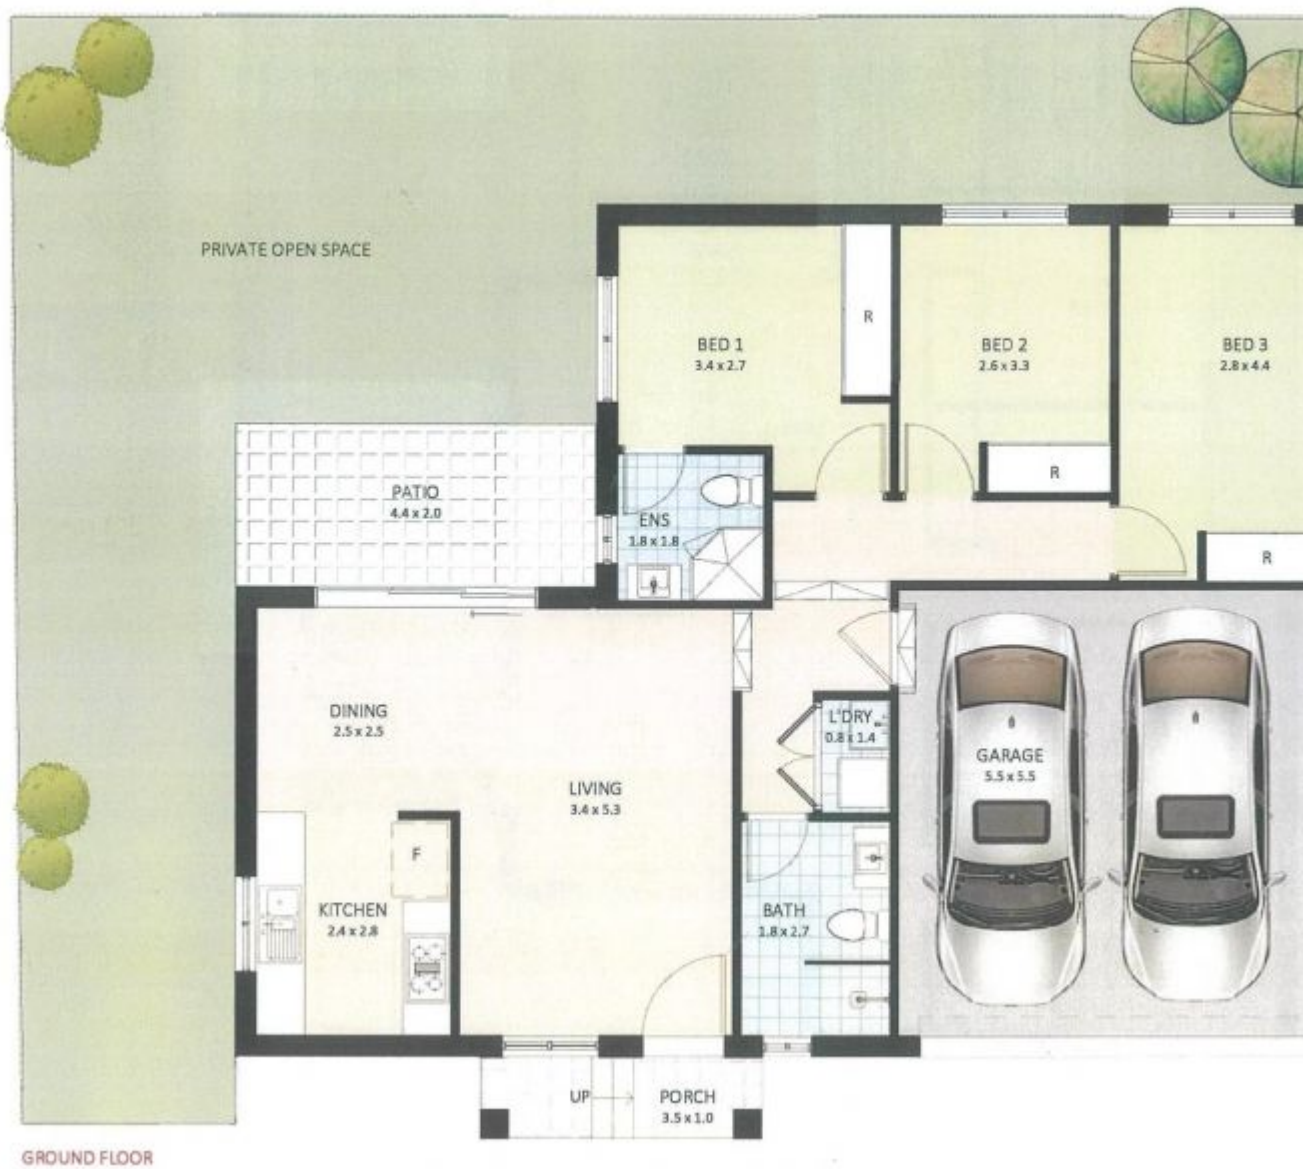 PRIVATE OPEN SPACE
BED 1
3.4 x 2.7
R
BED 2
2.6 x 3.3
R
BED 3
2.8 x 4.4
R
PATIO
4.4 x 2.0
ENS
1.8 x 1.8
DINING
2.5 x 2.5
LIVING
3.4 x 5.3
L'DRY
0.8 x 1.4
GARAGE
5.5 x 5.5
F
KITCHEN
2.4 x 2.8
BATH
1.8 x 2.7
UP
PORCH
3.5 x 1.0
GROUND FLOOR